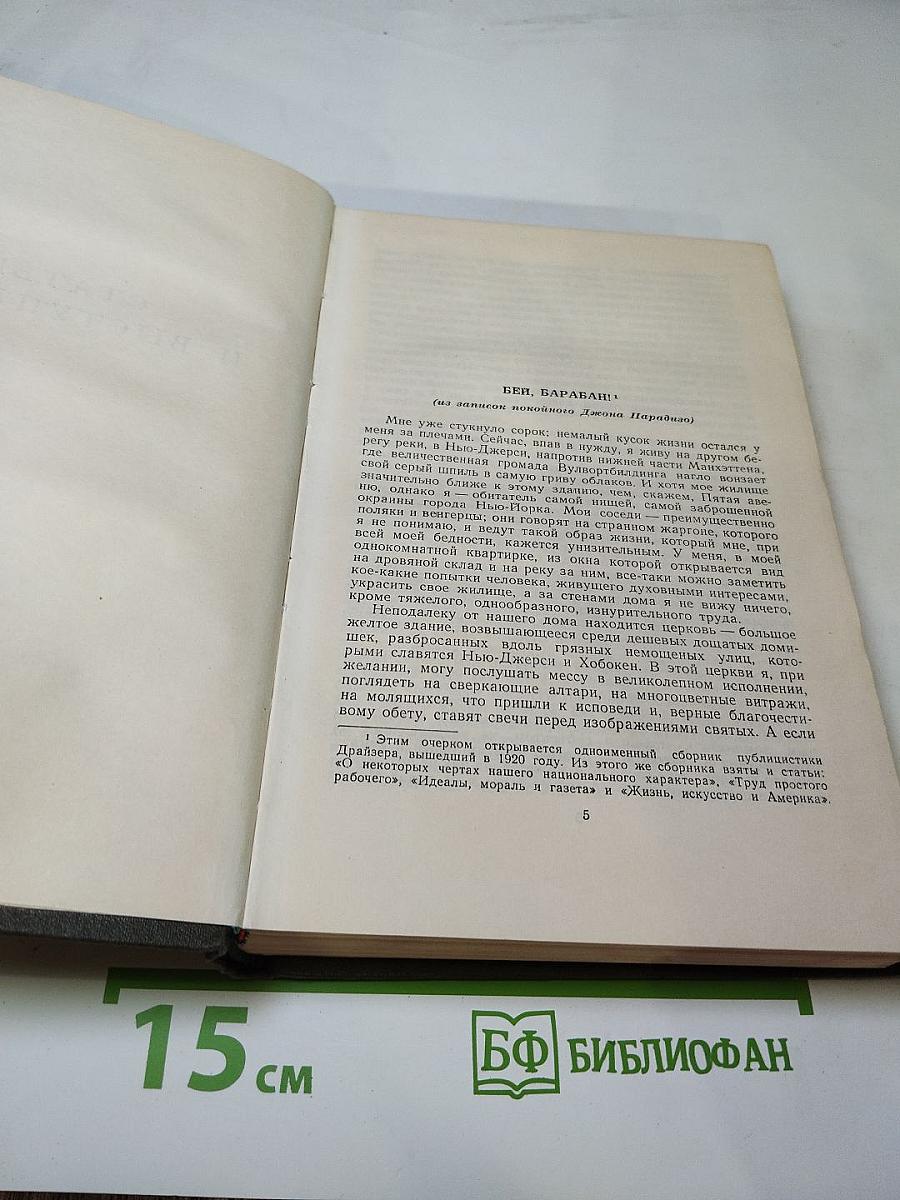 БЕЙ, БАРАБАН! ¹
(из записок покойного Джона Парадизо)
Мне уже стукнуло сорок: немалый кусок жизни остался у
меня за плечами. Сейчас, впав в нужду, я живу на другом бе-
регу реки, в Нью-Джерси, напротив нижней части Манхэттена,
где величественная громада Вулвортбиллинга нагло вонзает
свой серый шпиль в самую гриву облаков. И хотя мое жилище
значительно ближе к этому зданию, чем, скажем, Пятая аве-
ню, однако я — обитатель самой нищей, самой заброшенной
окраины города Нью-Йорка. Мои соседи — преимущественно
поляки и венгерцы; они говорят на странном жаргоне, которого
я не понимаю, и ведут такой образ жизни, который мне, при
всей моей бедности, кажется унизительным. У меня, в моей
однокомнатной квартирке, из окна которой открывается вид
на дровяной склад и на реку за ним, все-таки можно заметить
кое-какие попытки человека, живущего духовными интересами,
украсить свое жилище, а за стенами дома я не вижу ничего,
кроме тяжелого, однообразного, изнурительного труда.
Неподалеку от нашего дома находится церковь — большое
желтое здание, возвышающееся среди дешевых дощатых доми-
шек, разбросанных вдоль грязных немощеных улиц, кото-
рыми славятся Нью-Джерси и Хобокен. В этой церкви я, при
желании, могу послушать мессу в великолепном исполнении,
поглядеть на сверкающие алтари, на многоцветные витражи,
на молящихся, что пришли к исповеди и, верные благочести-
вому обету, ставят свечи перед изображениями святых. А если
¹ Этим очерком открывается одноименный сборник публицистики
Драйзера, вышедший в 1920 году. Из этого же сборника взяты и статьи:
«О некоторых чертах нашего национального характера», «Труд простого
рабочего», «Идеалы, мораль и газета» и «Жизнь, искусство и Америка».
5
15 см
БФ БИБЛИОФАН